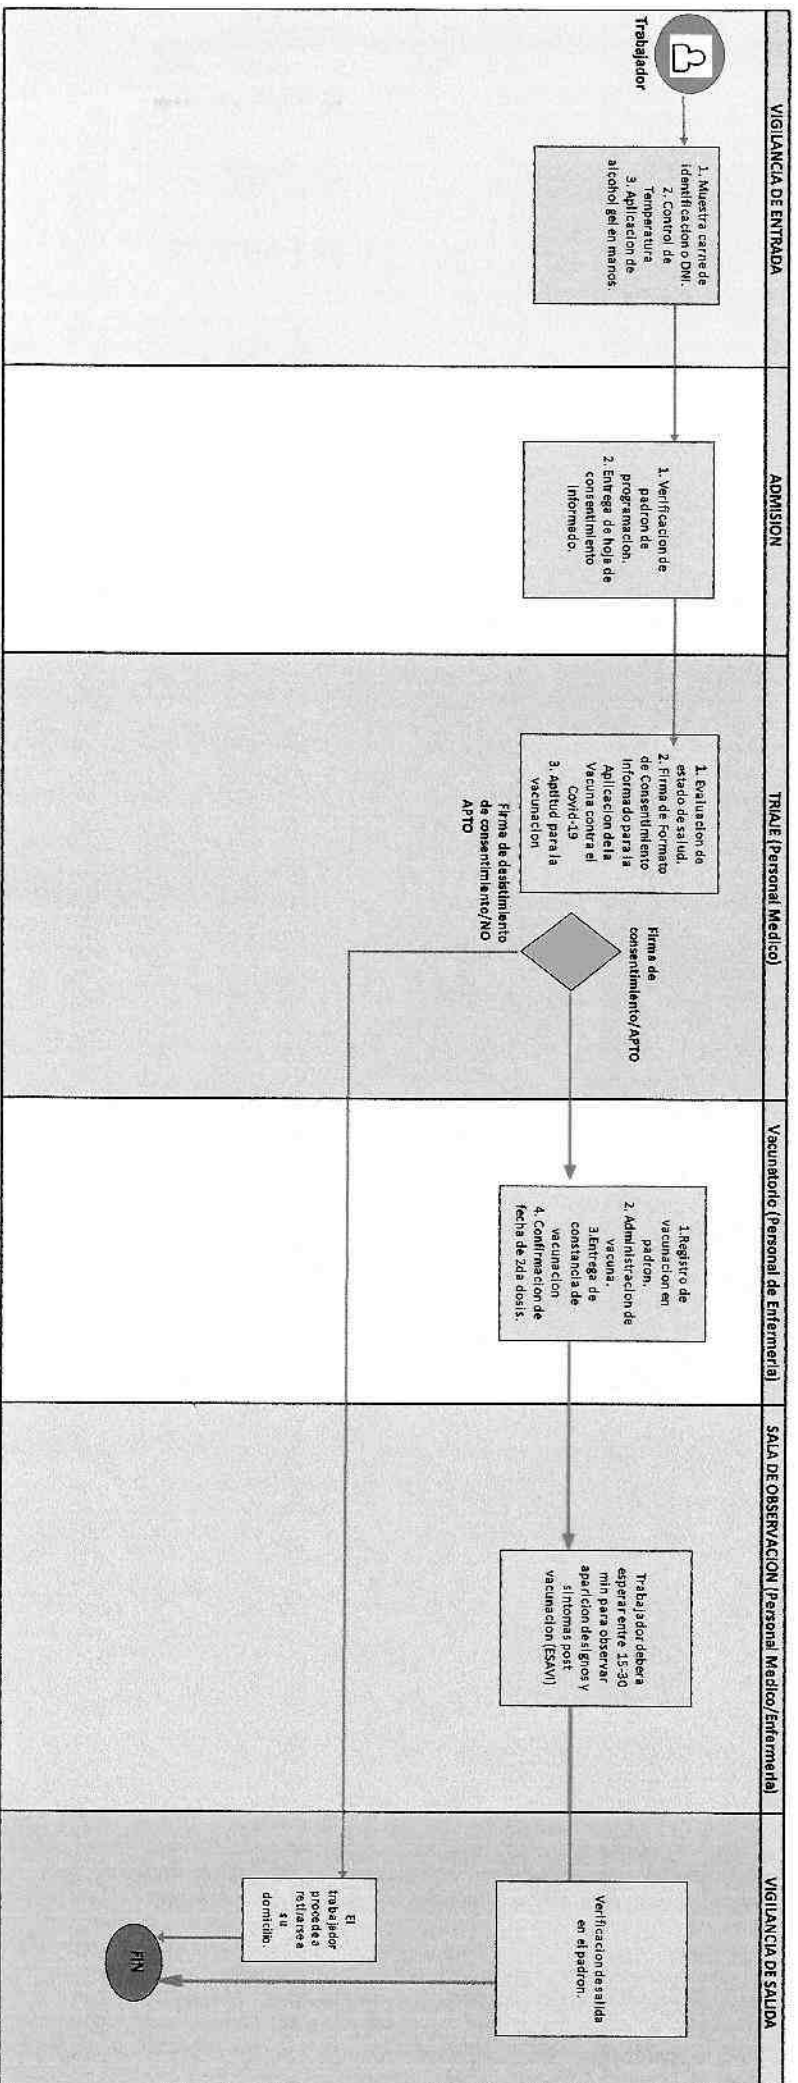 VIGILANCIA DE ENTRADA
Trabajador
1. Muestra carne de
identificacion o DNI.
2. Control de
Temperatura
3. Aplicacion de
alcohol gel en manos.
ADMISION
1. Verificacion de
padron de
programacion.
2. Entrega de hoja de
consentimiento
informado.
TRIAJE (Personal Medico)
1. Evaluacion de
estado de salud.
2. Firma de Formato
de Consentimiento
Informado para la
Aplicacion de la
Vacuna contra el
Covid-19
3. Aptitud para la
vacunacion
Firma de
consentimiento/APTO
Firma de desistimiento
de consentimiento/NO
APTO
Vacunatorio (Personal de Enfermeria)
1.Registro de
vacunacion en
padron.
2. Administracion de
vacuna.
3.Entrega de
constancia de
vacunacion
4. Confirmacion de
fecha de 2da dosis.
SALA DE OBSERVACION (Personal Medico/Enfermeria)
Trabajador debera
esperar entre 15-30
min para observar
aparicion de signos y
sintomas post
vacunacion (ESAVI)
VIGILANCIA DE SALIDA
Verificacion de salida
en el padron.
El
trabajador
procede a
retirarse a
su
domicilio.
FIN